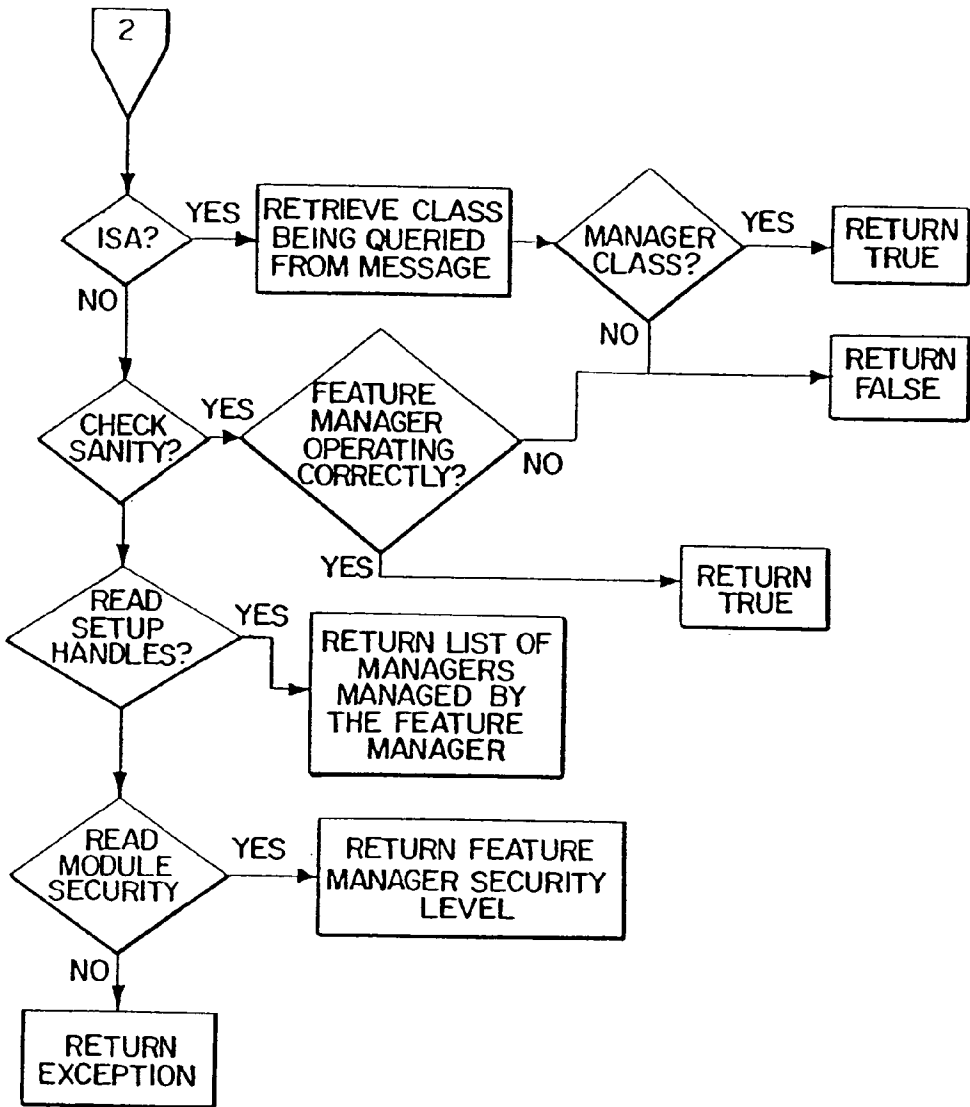 2
ISA?
YES
RETRIEVE CLASS
BEING QUERIED
FROM MESSAGE
MANAGER
CLASS?
YES
RETURN
TRUE
NO
NO
RETURN
FALSE
CHECK
SANITY?
YES
FEATURE
MANAGER
OPERATING
CORRECTLY?
NO
YES
RETURN
TRUE
READ
SETUP
HANDLES?
YES
RETURN LIST OF
MANAGERS
MANAGED BY
THE FEATURE
MANAGER
READ
MODULE
SECURITY
YES
RETURN FEATURE
MANAGER SECURITY
LEVEL
NO
RETURN
EXCEPTION